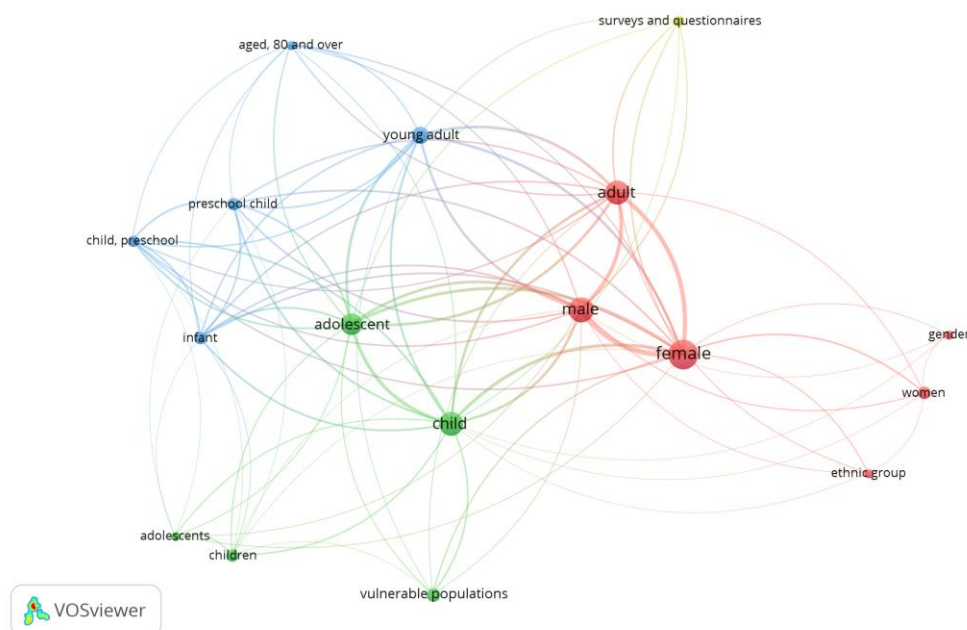 surveys and questionnaires
aged, 80 and over
young adult
adult
preschool child
child, preschool
male
adolescent
infant
gender
female
women
child
ethnic group
adolescents
children
vulnerable populations
VOSviewer